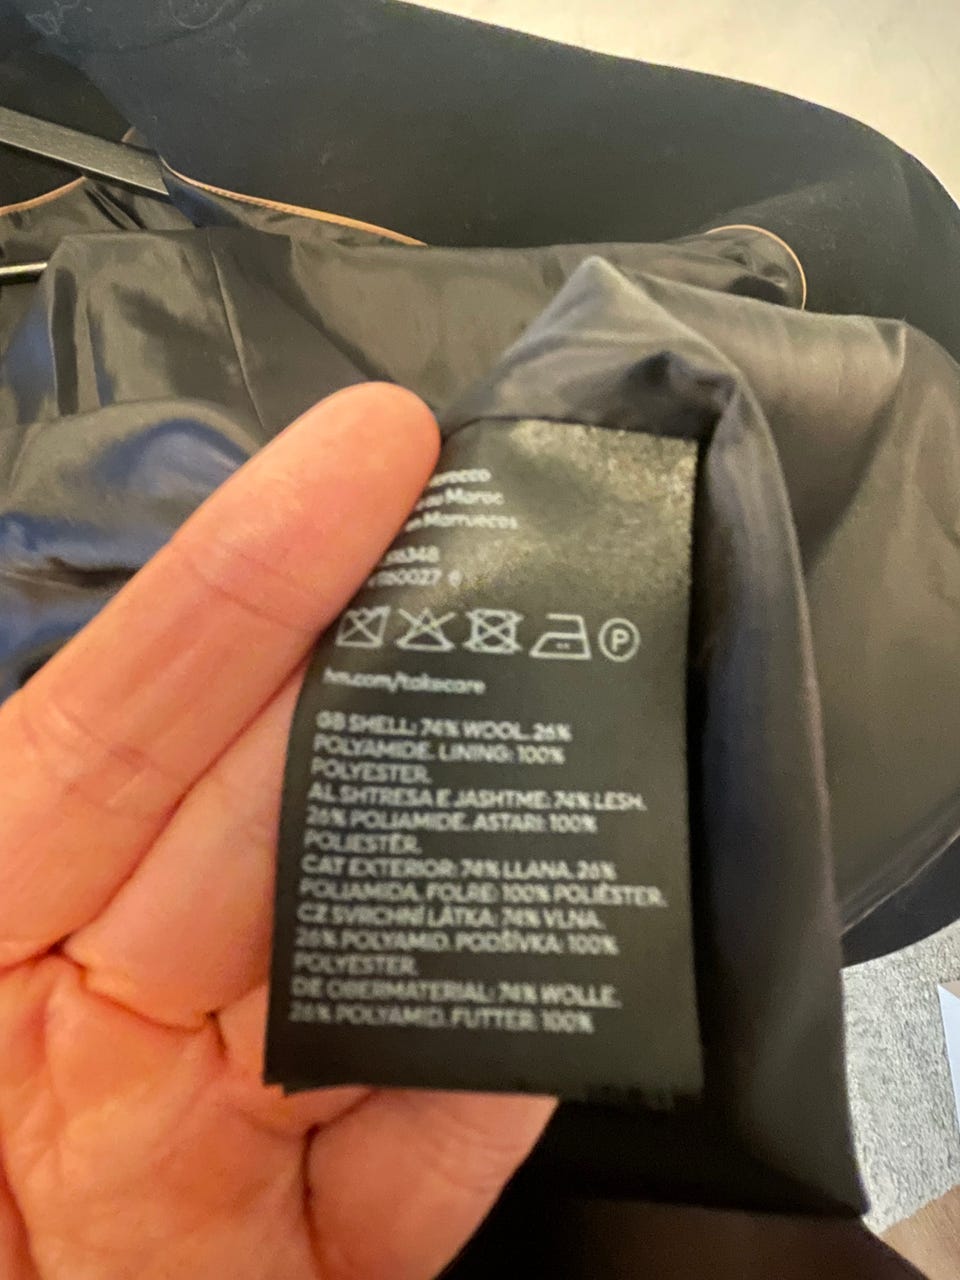 Maroc
Marruecos
hm.com/takecare
GB SHELL: 74% WOOL. 26%
POLYAMIDE. LINING: 100%
POLYESTER.
AL SHTRESA E JASHTME: 74% LESH.
26% POLIAMIDE. ASTARI: 100%
POLIESTËR.
CAT EXTERIOR: 74% LLANA. 26%
POLIAMIDA. FOLRE: 100% POLIÈSTER.
CZ SVRCHNÍ LÁTKA: 74% VLNA.
26% POLYAMID. PODŠÍVKA: 100%
POLYESTER.
DE OBERMATERIAL: 74% WOLLE.
26% POLYAMID. FUTTER: 100%